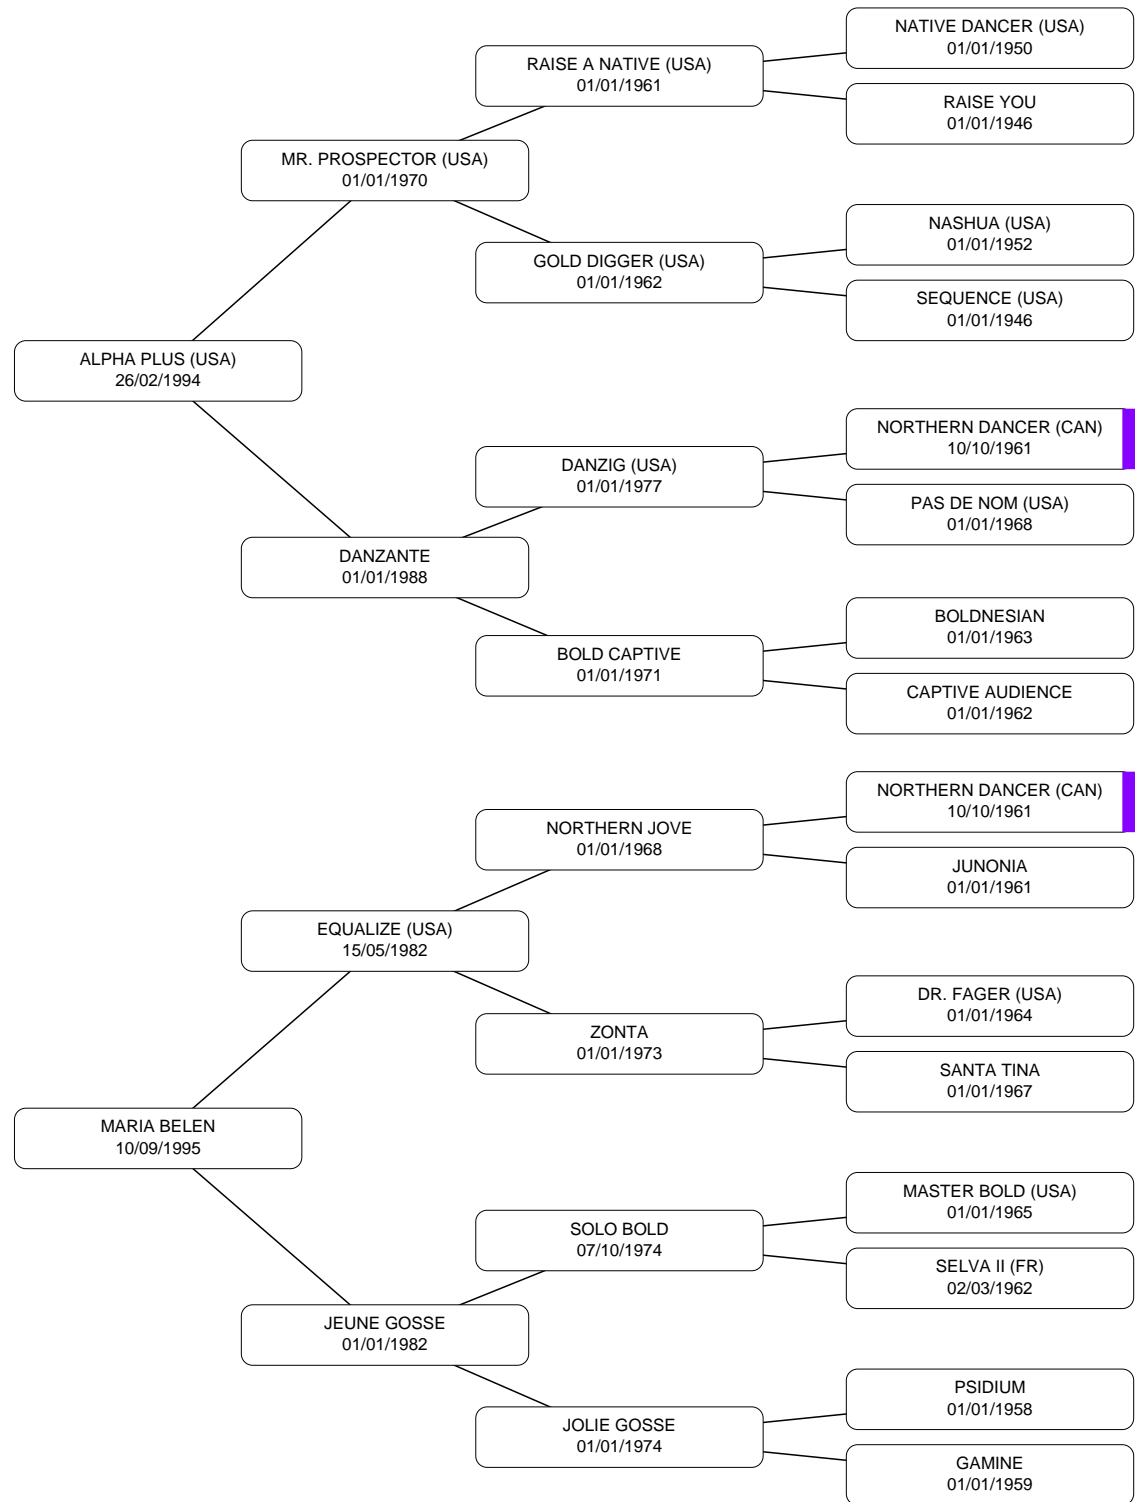 NATIVE DANCER (USA)
01/01/1950
RAISE A NATIVE (USA)
01/01/1961
RAISE YOU
01/01/1946
MR. PROSPECTOR (USA)
01/01/1970
NASHUA (USA)
01/01/1952
GOLD DIGGER (USA)
01/01/1962
SEQUENCE (USA)
01/01/1946
ALPHA PLUS (USA)
26/02/1994
NORTHERN DANCER (CAN)
10/10/1961
DANZIG (USA)
01/01/1977
PAS DE NOM (USA)
01/01/1968
DANZANTE
01/01/1988
BOLDNESIAN
01/01/1963
BOLD CAPTIVE
01/01/1971
CAPTIVE AUDIENCE
01/01/1962
NORTHERN DANCER (CAN)
10/10/1961
NORTHERN JOVE
01/01/1968
JUNONIA
01/01/1961
EQUALIZE (USA)
15/05/1982
DR. FAGER (USA)
01/01/1964
ZONTA
01/01/1973
SANTA TINA
01/01/1967
MARIA BELEN
10/09/1995
MASTER BOLD (USA)
01/01/1965
SOLO BOLD
07/10/1974
SELVA II (FR)
02/03/1962
JEUNE GOSSE
01/01/1982
PSIDIUM
01/01/1958
JOLIE GOSSE
01/01/1974
GAMINE
01/01/1959